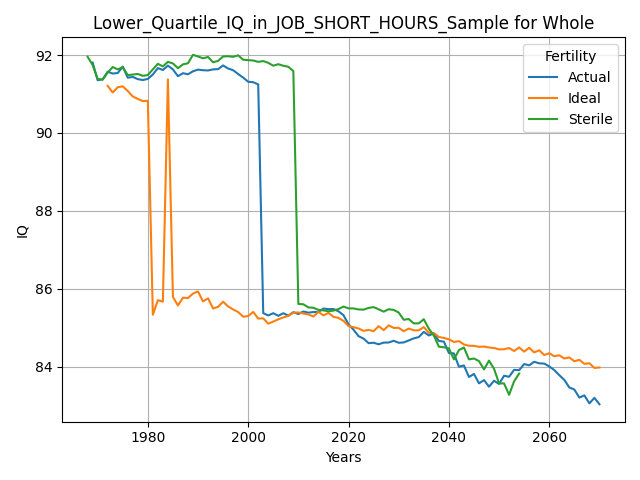 Lower_Quartile_IQ_in_JOB_SHORT_HOURS_Sample for Whole
Fertility
Actual
Ideal
Sterile
IQ
92
90
88
86
84
1980
2000
2020
2040
2060
Years